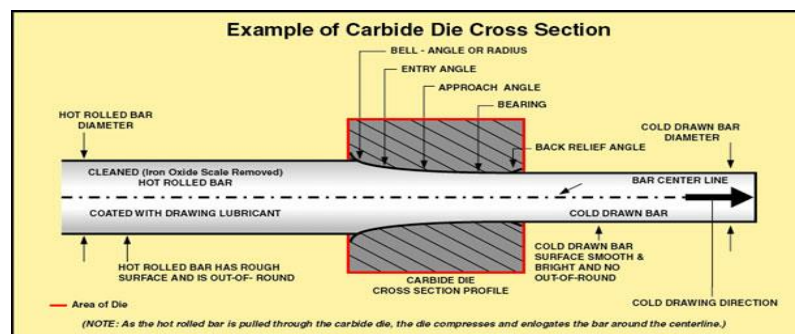 Example of Carbide Die Cross Section
BELL - ANGLE OR RADIUS
ENTRY ANGLE
APPROACH ANGLE
BEARING
HOT ROLLED BAR
DIAMETER
COLD DRAWN BAR
DIAMETER
BACK RELIEF ANGLE
CLEANED (Iron Oxide Scale Removed)
HOT ROLLED BAR
BAR CENTER LINE
COATED WITH DRAWING LUBRICANT
COLD DRAWN BAR
HOT ROLLED BAR HAS ROUGH
SURFACE AND IS OUT-OF- ROUND
CARBIDE DIE
CROSS SECTION PROFILE
COLD DRAWN BAR
SURFACE SMOOTH &
BRIGHT AND NO
OUT-OF-ROUND
COLD DRAWING DIRECTION
Area of Die
(NOTE: As the hot rolled bar is pulled through the carbide die, the die compresses and enlogates the bar around the centerline.)